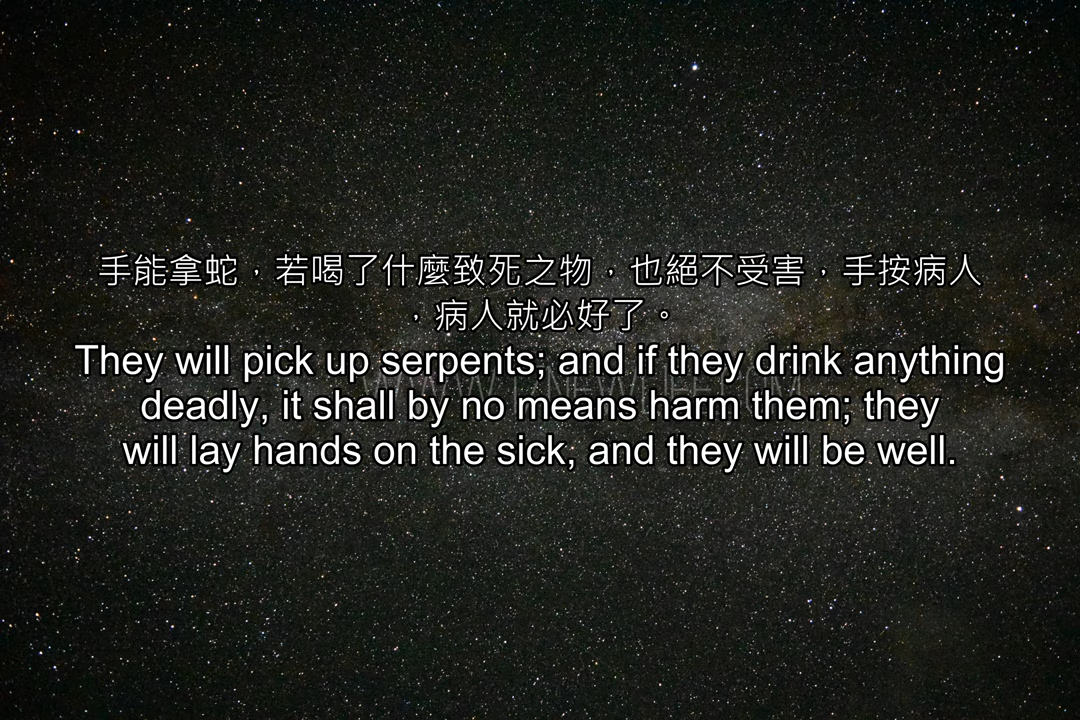 手能拿蛇，若喝了什麼致死之物，也絕不受害，手按病人
，病人就必好了。
They will pick up serpents; and if they drink anything
deadly, it shall by no means harm them; they
will lay hands on the sick, and they will be well.